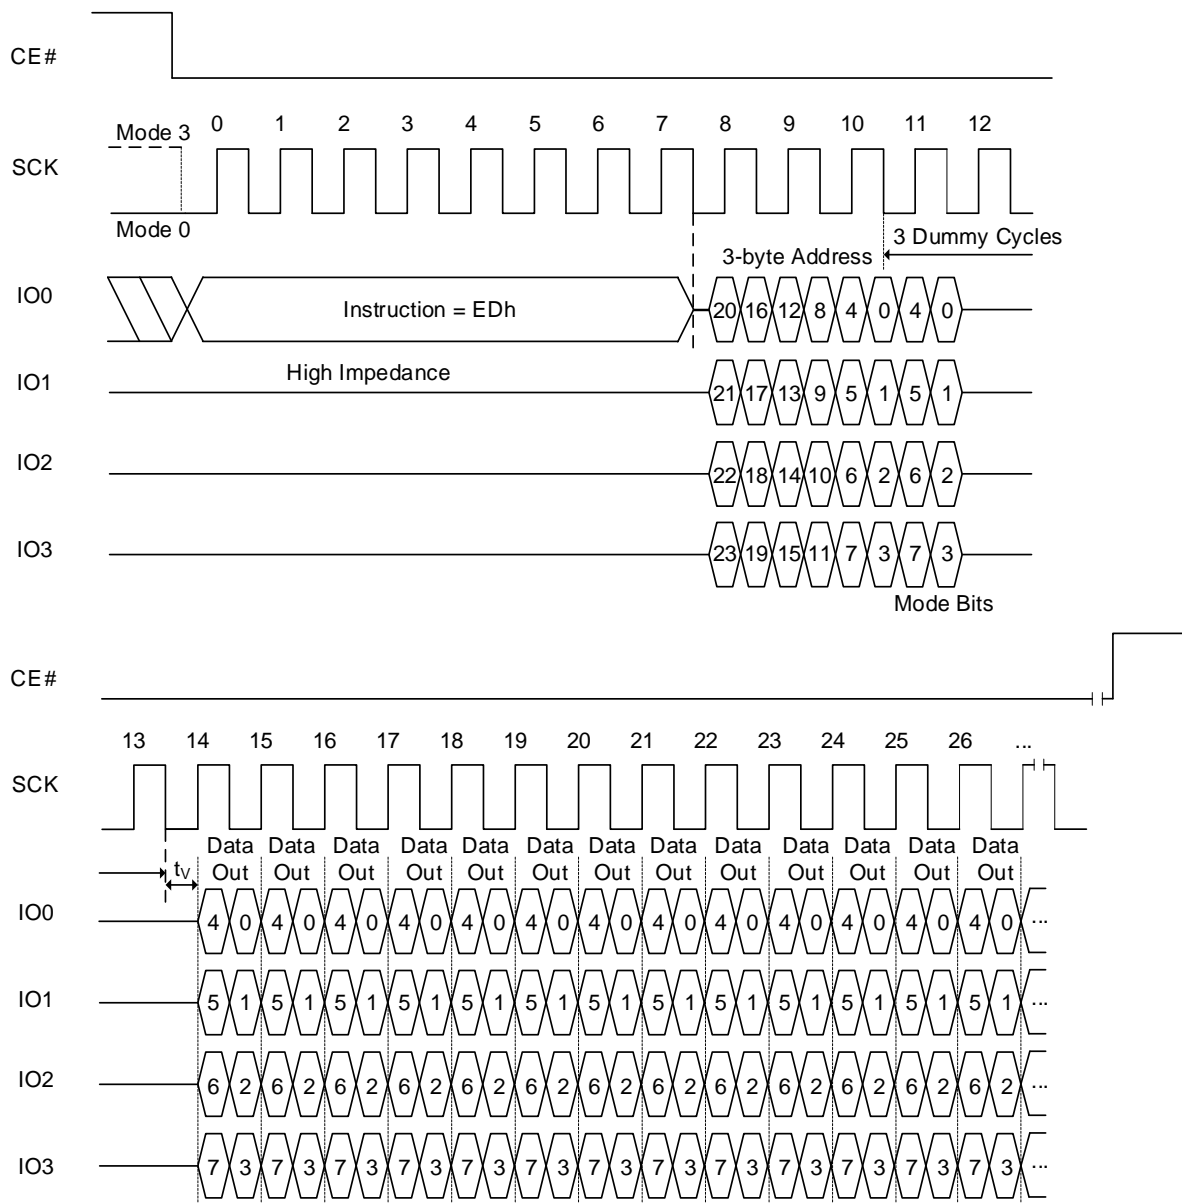 CE#
Mode 3 0 1 2 3 4 5 6 7 8 9 10 11 12
SCK
Mode 0
3 Dummy Cycles
3-byte Address
IO0 Instruction = EDh 20 16 12 8 4 0 4 0
IO1 High Impedance 21 17 13 9 5 1 5 1
IO2 22 18 14 10 6 2 6 2
IO3 23 19 15 11 7 3 7 3
Mode Bits
CE#
13 14 15 16 17 18 19 20 21 22 23 24 25 26 ...
SCK
Data Data Data Data Data Data Data Data Data Data Data Data Data
tV Out Out Out Out Out Out Out Out Out Out Out Out Out
IO0 4 0 4 0 4 0 4 0 4 0 4 0 4 0 4 0 4 0 4 0 4 0 4 0 4 0 ...
IO1 5 1 5 1 5 1 5 1 5 1 5 1 5 1 5 1 5 1 5 1 5 1 5 1 5 1 ...
IO2 6 2 6 2 6 2 6 2 6 2 6 2 6 2 6 2 6 2 6 2 6 2 6 2 6 2 ...
IO3 7 3 7 3 7 3 7 3 7 3 7 3 7 3 7 3 7 3 7 3 7 3 7 3 7 3 ...